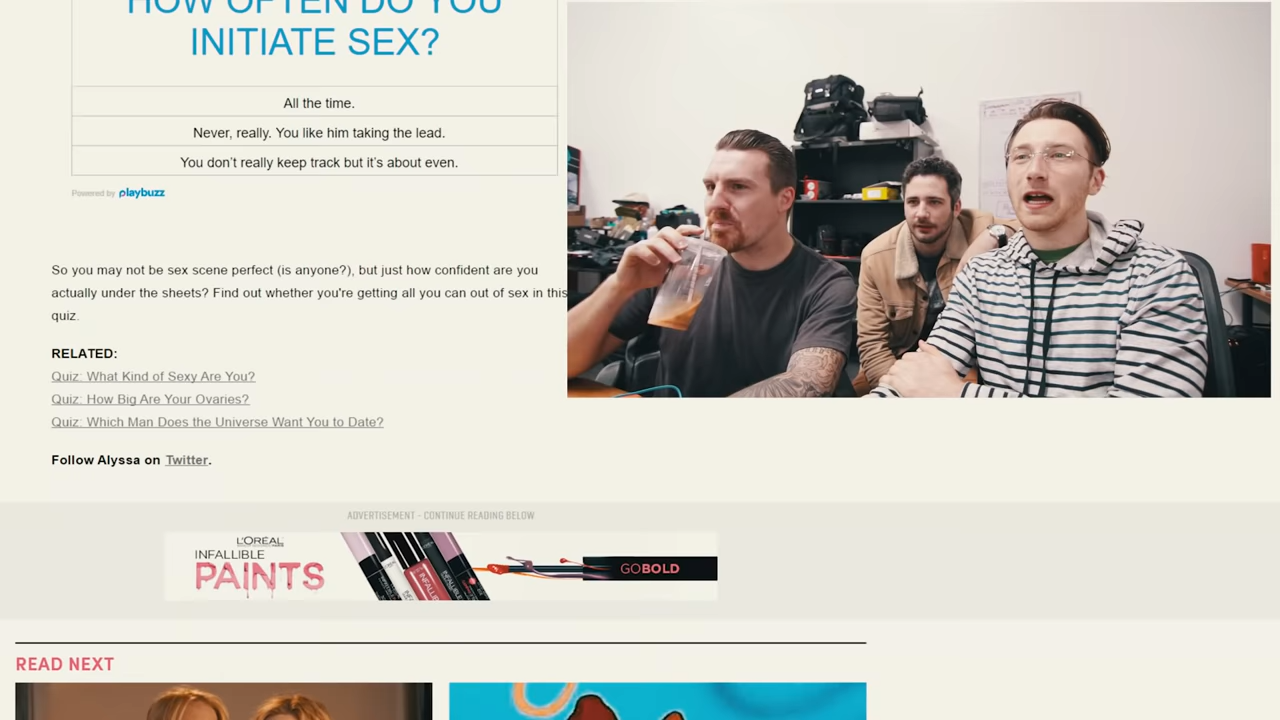 HOW OFTEN DO YOU
INITIATE SEX?
All the time.
Never, really. You like him taking the lead.
You don't really keep track but it's about even.
Powered by playbuzz
So you may not be sex scene perfect (is anyone?), but just how confident are you
actually under the sheets? Find out whether you're getting all you can out of sex in this
quiz.
RELATED:
Quiz: What Kind of Sexy Are You?
Quiz: How Big Are Your Ovaries?
Quiz: Which Man Does the Universe Want You to Date?
Follow Alyssa on Twitter.
ADVERTISEMENT - CONTINUE READING BELOW
L'ORÉAL
INFALLIBLE
PAINTS
GOBOLD
READ NEXT